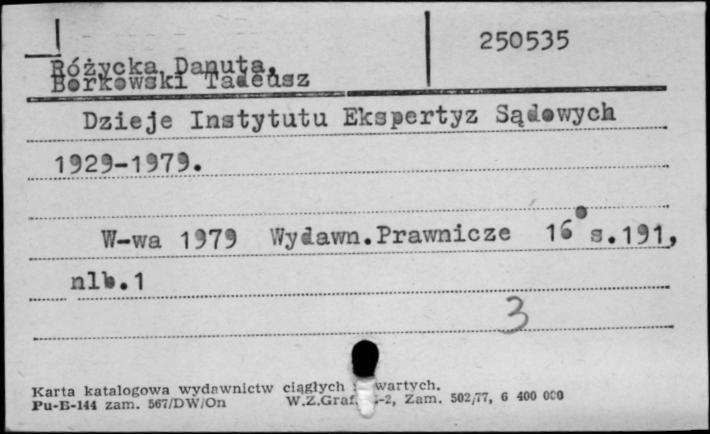 250535
Różycka Danuta,
Borkowski Tadeusz
Dzieje Instytutu Ekspertyz Sądowych
1929-1979.
W-wa 1979 Wydawn.Prawnicze 16° s.191,
nlb.1
3
Karta katalogowa wydawnictw ciągłych wartych.
Pu-B-144 zam. 567/DW/On W.Z.Graf. -2, Zam. 502/77, 6 400 000